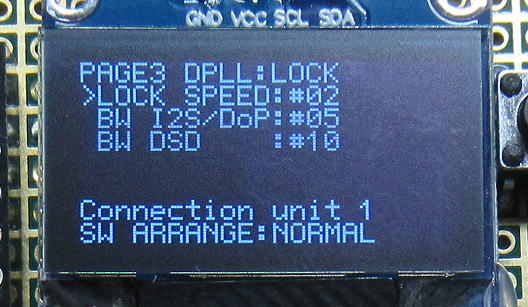 GND VCC SCL SDA
PAGE3 DPLL:LOCK
>LOCK SPEED:#02
BW I2S/DoP:#05
BW DSD :#10
Connection unit 1
SW ARRANGE:NORMAL